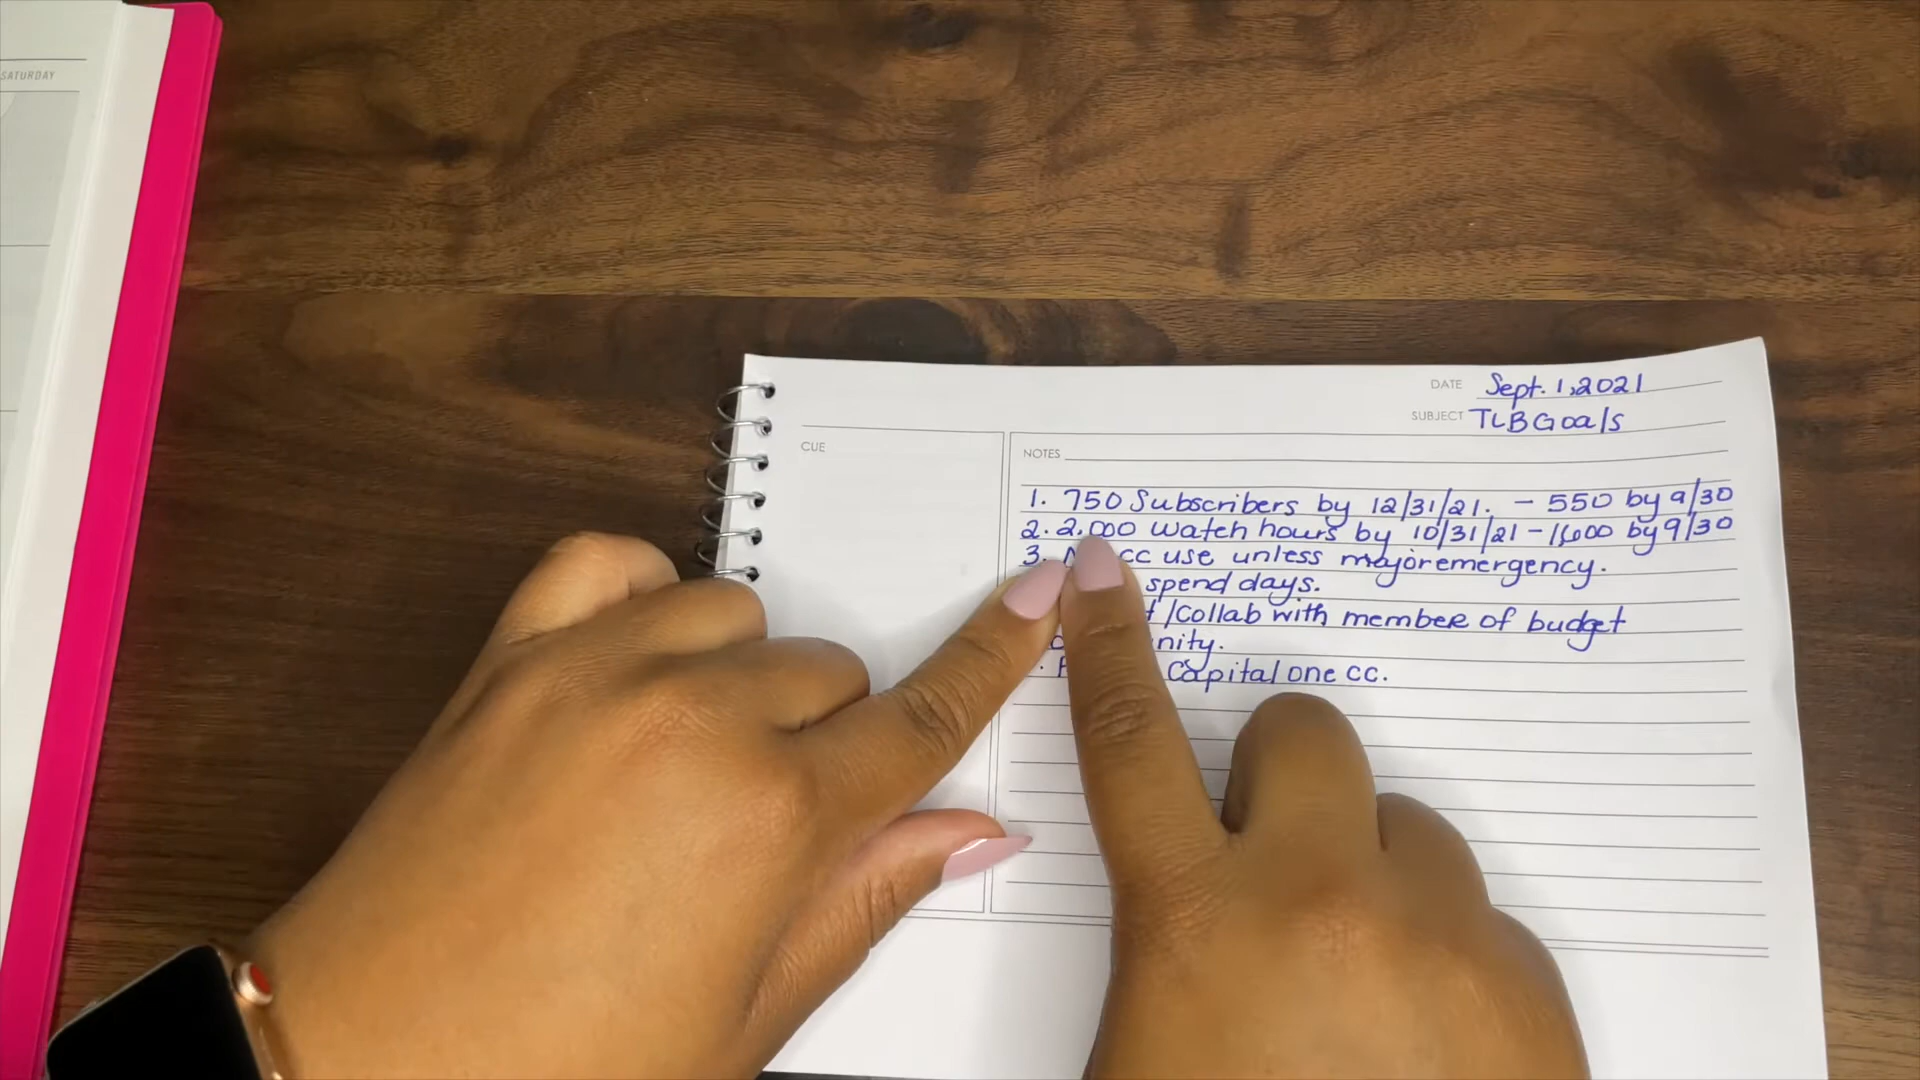 SATURDAY
DATE Sept. 1, 2021
SUBJECT TLB Goals
CUE
NOTES
1. 750 Subscribers by 12/31/21. - 550 by 9/30
2. 2,000 watch hours by 10/31/21 - 1600 by 9/30
3. cc use unless major emergency.
spend days.
/Collab with member of budget
nity.
Capital one cc.